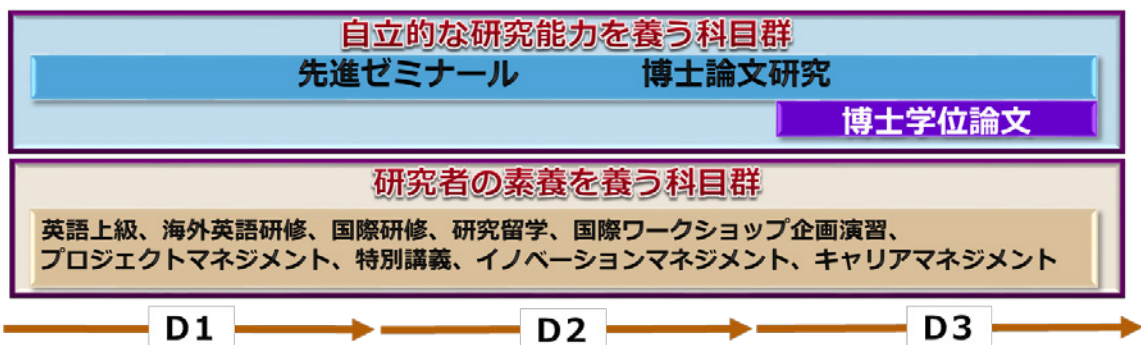 自立的な研究能力を養う科目群
先進ゼミナール 博士論文研究
博士学位論文
研究者の素養を養う科目群
英語上級、海外英語研修、国際研修、研究留学、国際ワークショップ企画演習、
プロジェクトマネジメント、特別講義、イノベーションマネジメント、キャリアマネジメント
D1 D2 D3